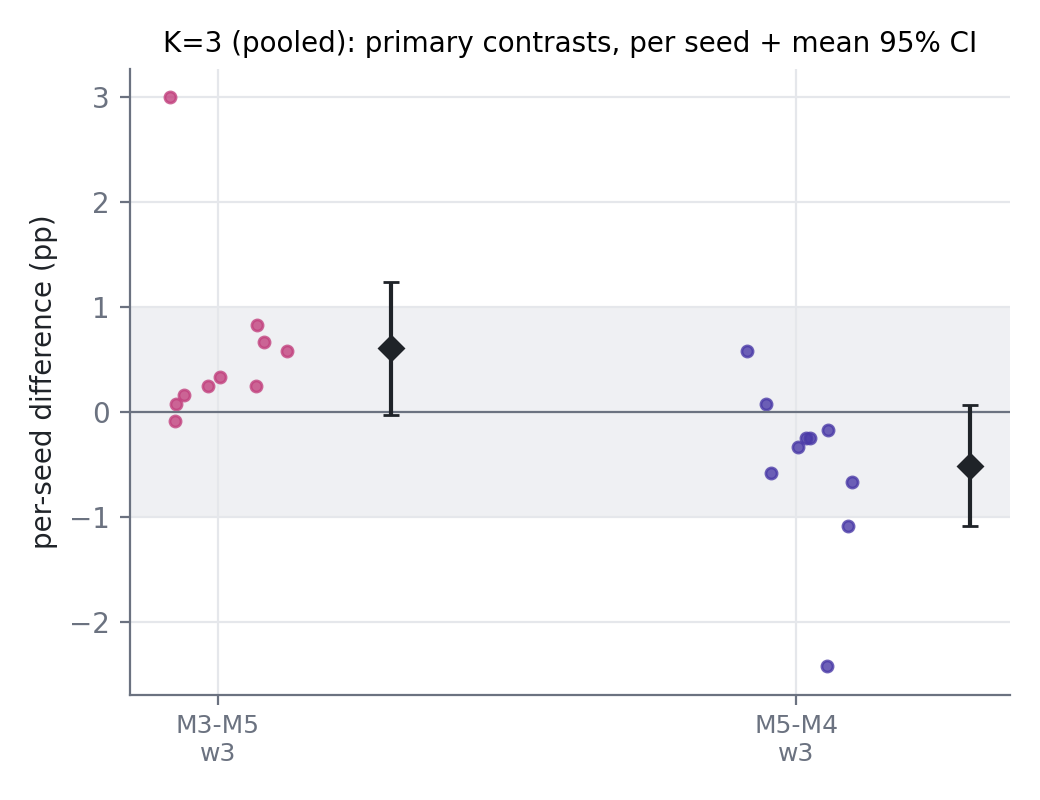 K=3 (pooled): primary contrasts, per seed + mean 95% CI
per-seed difference (pp)
3
2
1
0
−1
−2
M3-M5
w3
M5-M4
w3